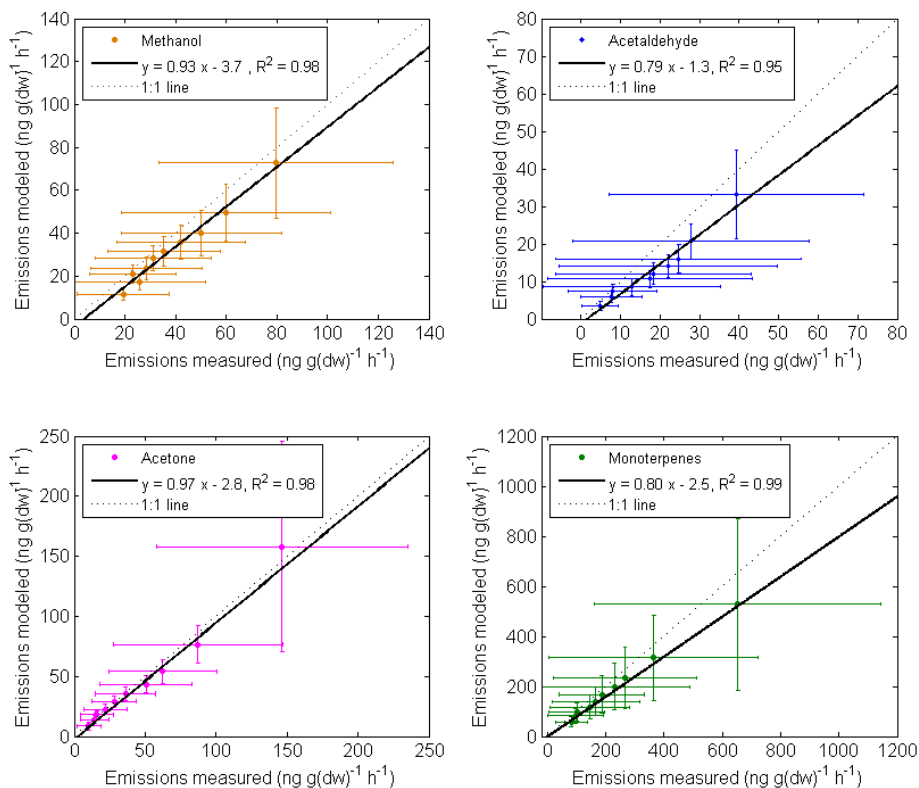 140
120
100
80
60
40
20
0
Emissions modeled (ng g(dw)⁻¹ h⁻¹)
Methanol
y = 0.93 x - 3.7 , R² = 0.98
1:1 line
0 20 40 60 80 100 120 140
Emissions measured (ng g(dw)⁻¹ h⁻¹)
80
70
60
50
40
30
20
10
0
Emissions modeled (ng g(dw)⁻¹ h⁻¹)
Acetaldehyde
y = 0.79 x - 1.3, R² = 0.95
1:1 line
-10 0 10 20 30 40 50 60 70 80
Emissions measured (ng g(dw)⁻¹ h⁻¹)
250
200
150
100
50
0
Emissions modeled (ng g(dw)⁻¹ h⁻¹)
Acetone
y = 0.97 x - 2.8, R² = 0.98
1:1 line
0 50 100 150 200 250
Emissions measured (ng g(dw)⁻¹ h⁻¹)
1200
1000
800
600
400
200
0
Emissions modeled (ng g(dw)⁻¹ h⁻¹)
Monoterpenes
y = 0.80 x - 2.5, R² = 0.99
1:1 line
0 200 400 600 800 1000 1200
Emissions measured (ng g(dw)⁻¹ h⁻¹)